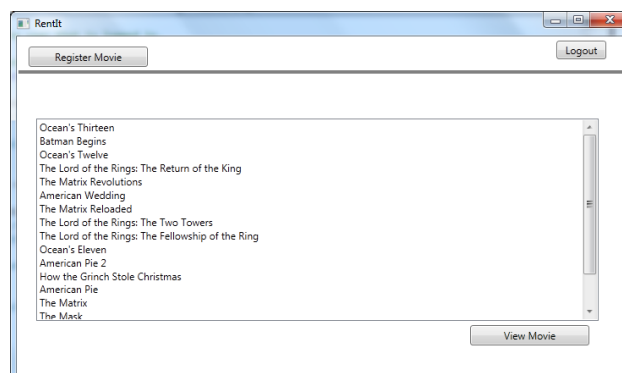 RentIt
Register Movie
Logout
Ocean's Thirteen
Batman Begins
Ocean's Twelve
The Lord of the Rings: The Return of the King
The Matrix Revolutions
American Wedding
The Matrix Reloaded
The Lord of the Rings: The Two Towers
The Lord of the Rings: The Fellowship of the Ring
Ocean's Eleven
American Pie 2
How the Grinch Stole Christmas
American Pie
The Matrix
The Mask
View Movie